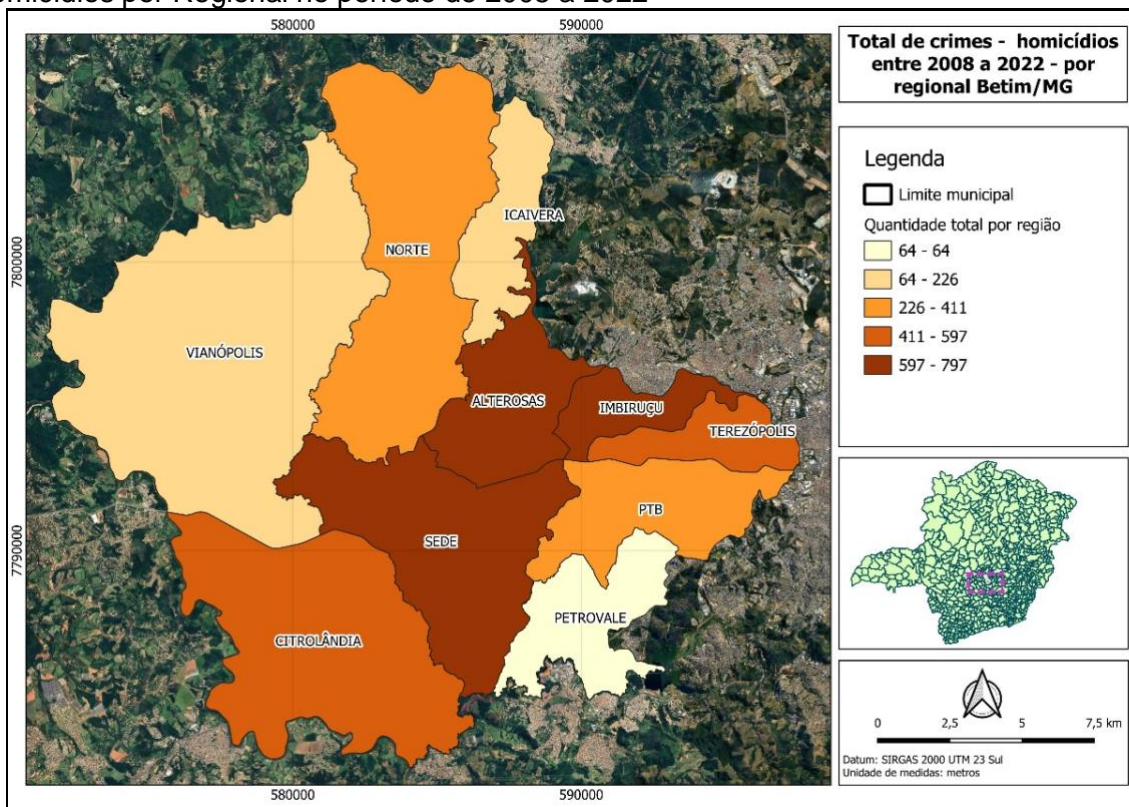 omicídios por Regional no período de 2008 a 2022
580000
590000
7800000
7790000
ICAIVERA
NORTE
VIANÓPOLIS
ALTEROSAS
IMBIRUÇU
TEREZÓPOLIS
PTB
SEDE
PETROVALE
CITROLÂNDIA
580000
590000
Total de crimes - homicídios
entre 2008 a 2022 - por
regional Betim/MG
Legenda
Limite municipal
Quantidade total por região
64 - 64
64 - 226
226 - 411
411 - 597
597 - 797
0 2,5 5 7,5 km
Datum: SIRGAS 2000 UTM 23 Sul
Unidade de medidas: metros